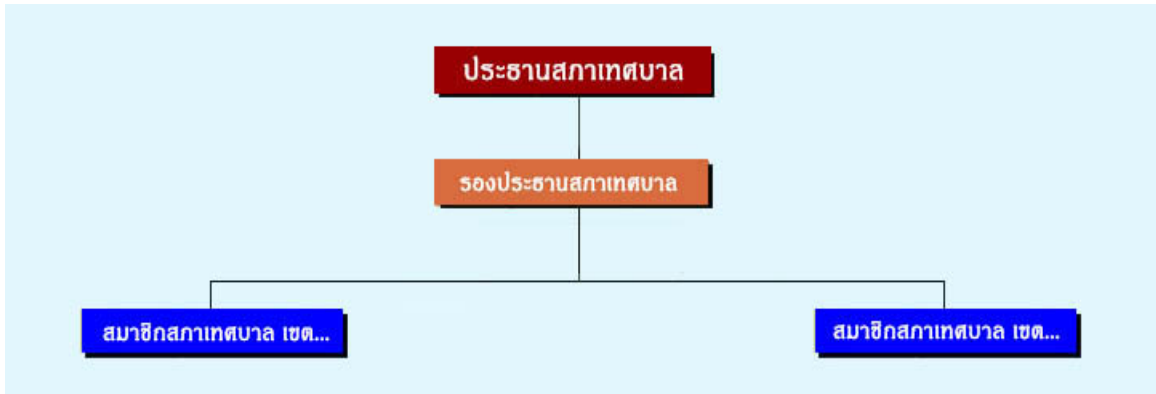 ประธานสภาเทศบาล
รองประธานสภาเทศบาล
สมาชิกสภาเทศบาล เขต...
สมาชิกสภาเทศบาล เขต...